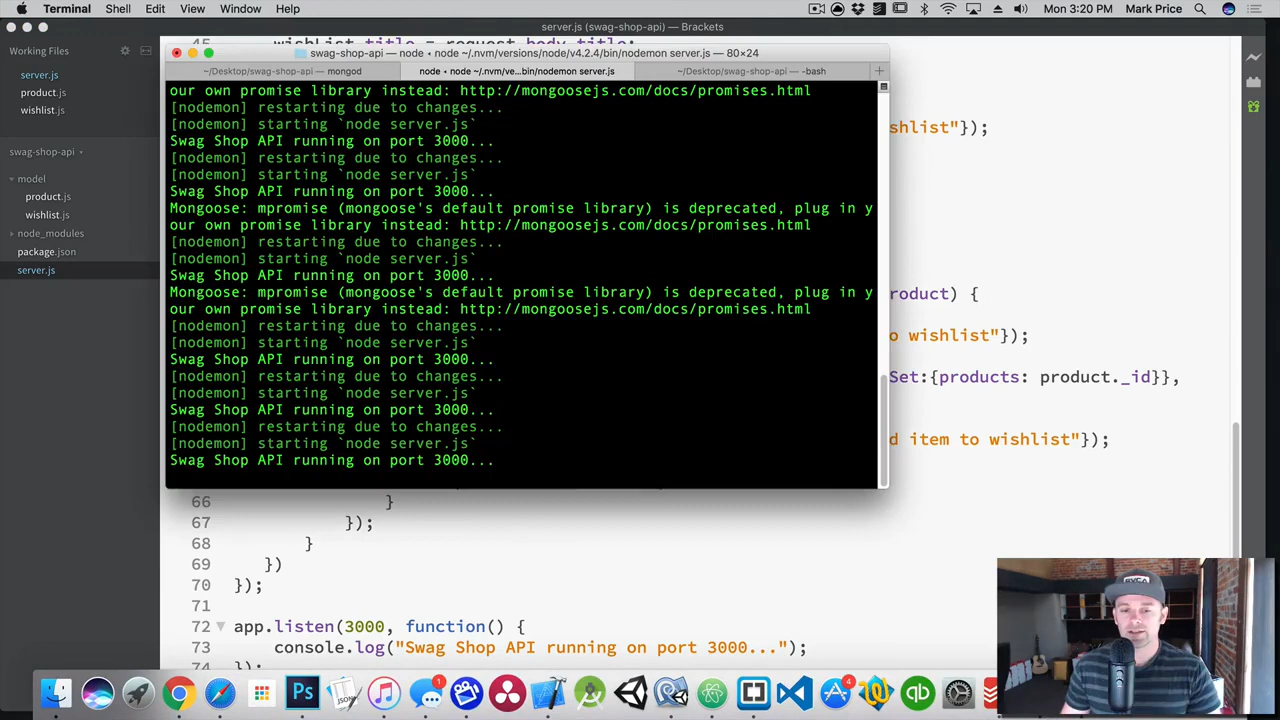 Terminal Shell Edit View Window Help
Mon 3:20 PM Mark Price
server.js (swag-shop-api) — Brackets
Working Files
server.js
product.js
wishlist.js
swag-shop-api
model
product.js
wishlist.js
node_modules
package.json
server.js
45 wishList.title = request.body.title;
swag-shop-api — node • node ~/.nvm/versions/node/v4.2.4/bin/nodemon server.js — 80×24
~/Desktop/swag-shop-api — mongod
node • node ~/.nvm/ve...bin/nodemon server.js
~/Desktop/swag-shop-api — -bash
our own promise library instead: http://mongoosejs.com/docs/promises.html
[nodemon] restarting due to changes...
[nodemon] starting `node server.js`
Swag Shop API running on port 3000...
[nodemon] restarting due to changes...
[nodemon] starting `node server.js`
Swag Shop API running on port 3000...
Mongoose: mpromise (mongoose's default promise library) is deprecated, plug in y
our own promise library instead: http://mongoosejs.com/docs/promises.html
[nodemon] restarting due to changes...
[nodemon] starting `node server.js`
Swag Shop API running on port 3000...
Mongoose: mpromise (mongoose's default promise library) is deprecated, plug in y
our own promise library instead: http://mongoosejs.com/docs/promises.html
[nodemon] restarting due to changes...
[nodemon] starting `node server.js`
Swag Shop API running on port 3000...
[nodemon] restarting due to changes...
[nodemon] starting `node server.js`
Swag Shop API running on port 3000...
[nodemon] restarting due to changes...
[nodemon] starting `node server.js`
Swag Shop API running on port 3000...
shlist"});
roduct) {
o wishlist"});
Set:{products: product._id}},
d item to wishlist"});
66 }
67 });
68 }
69 })
70 });
71
72 app.listen(3000, function() {
73 console.log("Swag Shop API running on port 3000...");
74 });
RVCA
JSON
Ps
1
4
qb